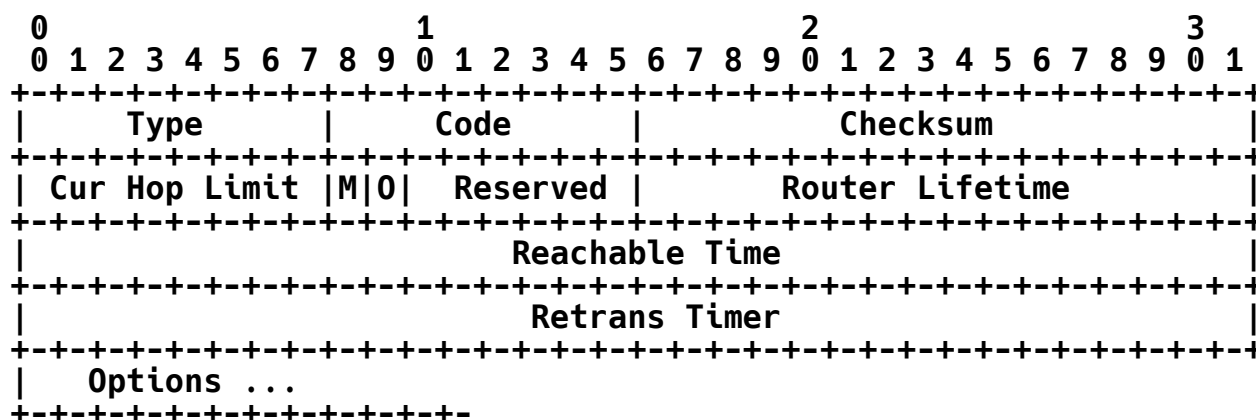 0                   1                   2                   3
 0 1 2 3 4 5 6 7 8 9 0 1 2 3 4 5 6 7 8 9 0 1 2 3 4 5 6 7 8 9 0 1
+-+-+-+-+-+-+-+-+-+-+-+-+-+-+-+-+-+-+-+-+-+-+-+-+-+-+-+-+-+-+-+-+
|     Type      |     Code      |          Checksum             |
+-+-+-+-+-+-+-+-+-+-+-+-+-+-+-+-+-+-+-+-+-+-+-+-+-+-+-+-+-+-+-+-+
| Cur Hop Limit |M|O|  Reserved |       Router Lifetime         |
+-+-+-+-+-+-+-+-+-+-+-+-+-+-+-+-+-+-+-+-+-+-+-+-+-+-+-+-+-+-+-+-+
|                         Reachable Time                        |
+-+-+-+-+-+-+-+-+-+-+-+-+-+-+-+-+-+-+-+-+-+-+-+-+-+-+-+-+-+-+-+-+
|                          Retrans Timer                        |
+-+-+-+-+-+-+-+-+-+-+-+-+-+-+-+-+-+-+-+-+-+-+-+-+-+-+-+-+-+-+-+-+
|   Options ...
+-+-+-+-+-+-+-+-+-+-+-+-